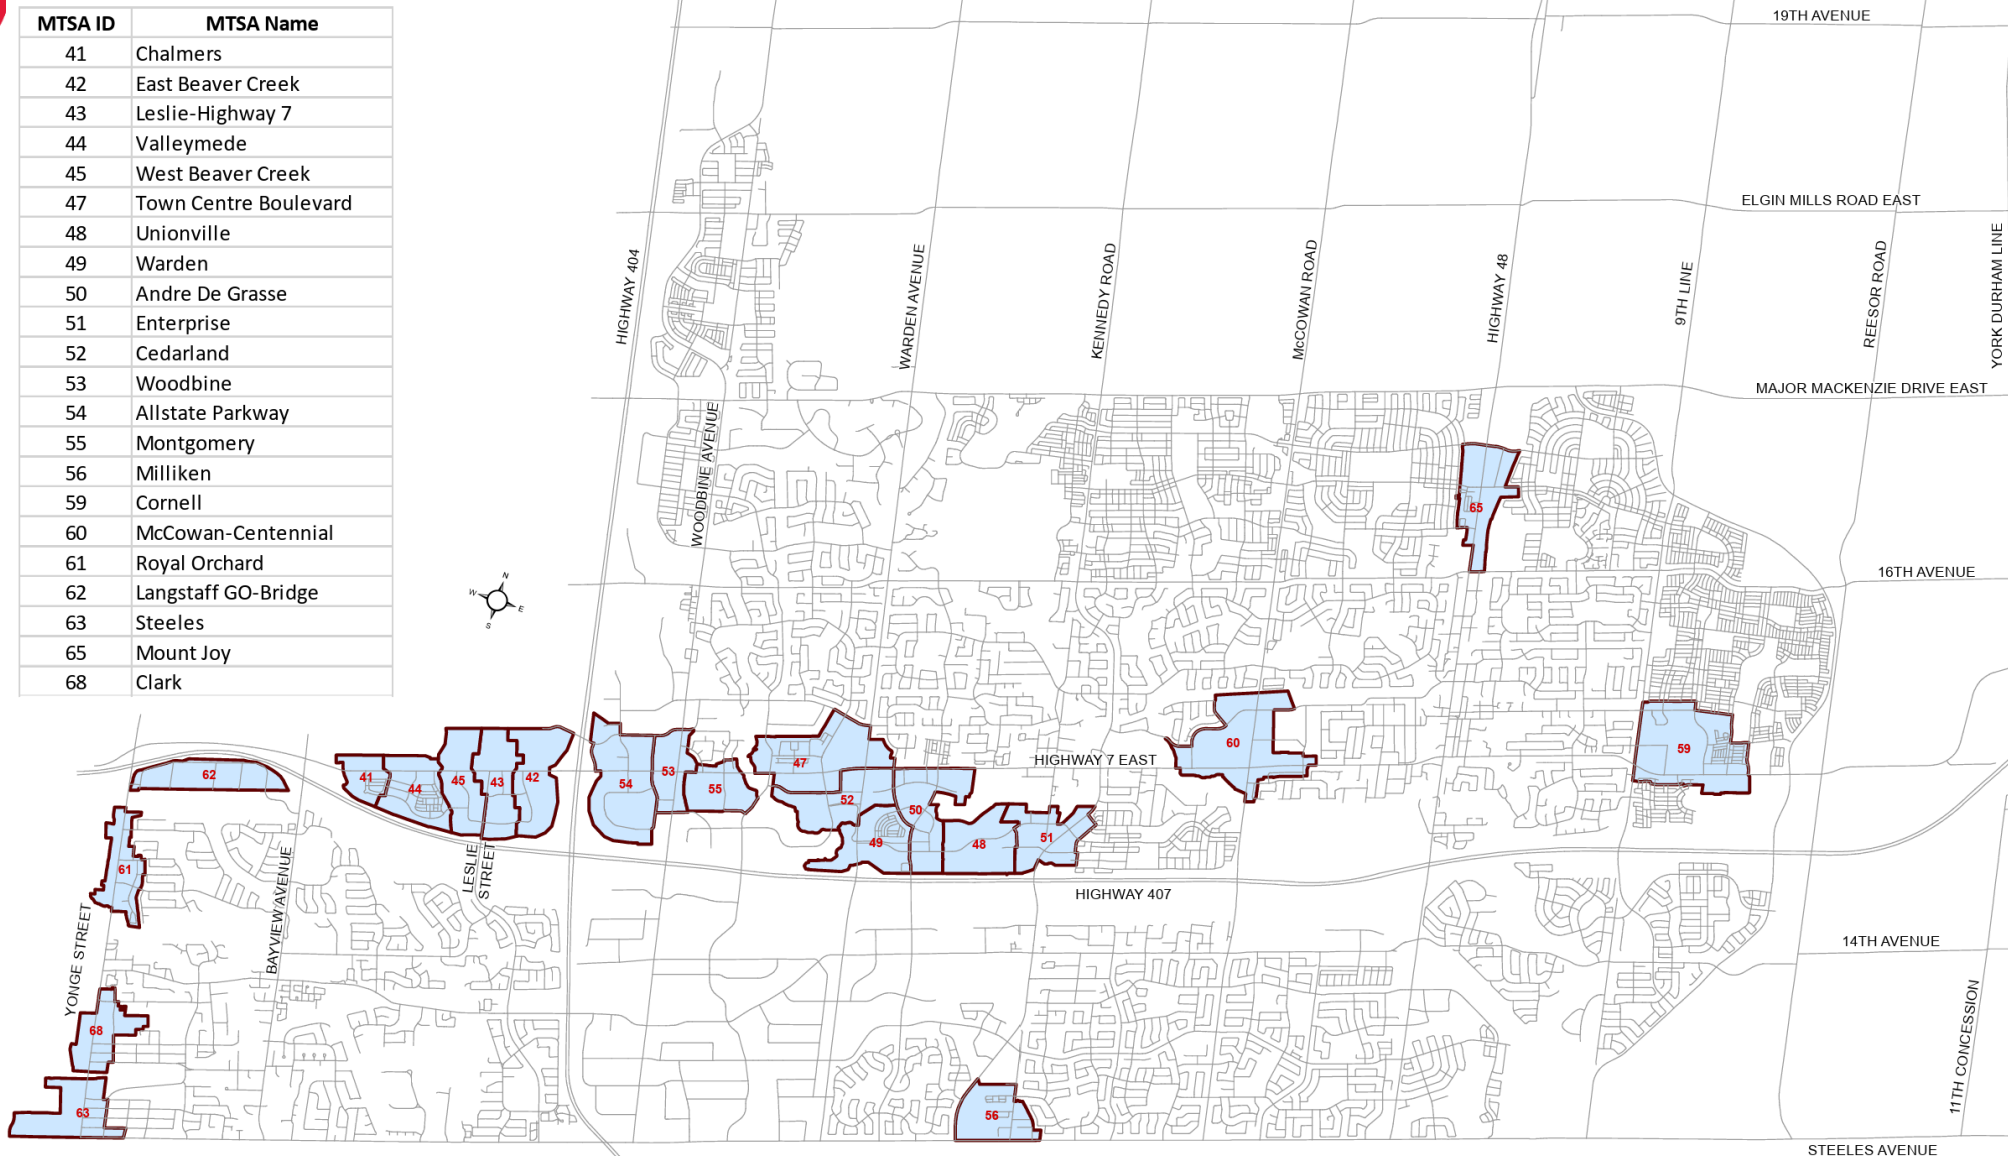 MTSA ID MTSA Name
41 Chalmers
42 East Beaver Creek
43 Leslie-Highway 7
44 Valleymede
45 West Beaver Creek
47 Town Centre Boulevard
48 Unionville
49 Warden
50 Andre De Grasse
51 Enterprise
52 Cedarland
53 Woodbine
54 Allstate Parkway
55 Montgomery
56 Milliken
59 Cornell
60 McCowan-Centennial
61 Royal Orchard
62 Langstaff GO-Bridge
63 Steeles
65 Mount Joy
68 Clark
19TH AVENUE
ELGIN MILLS ROAD EAST
HIGHWAY 404
WARDEN AVENUE
KENNEDY ROAD
McCOWAN ROAD
HIGHWAY 48
9TH LINE
REESOR ROAD
YORK DURHAM LINE
MAJOR MACKENZIE DRIVE EAST
WOODBINE AVENUE
65
16TH AVENUE
N
W
E
S
62
41
44
45
43
42
54
53
55
47
52
50
49
48
51
HIGHWAY 7 EAST
60
59
61
LESLIE
STREET
HIGHWAY 407
YONGE STREET
BAYVIEW AVENUE
14TH AVENUE
68
63
56
11TH CONCESSION
STEELES AVENUE